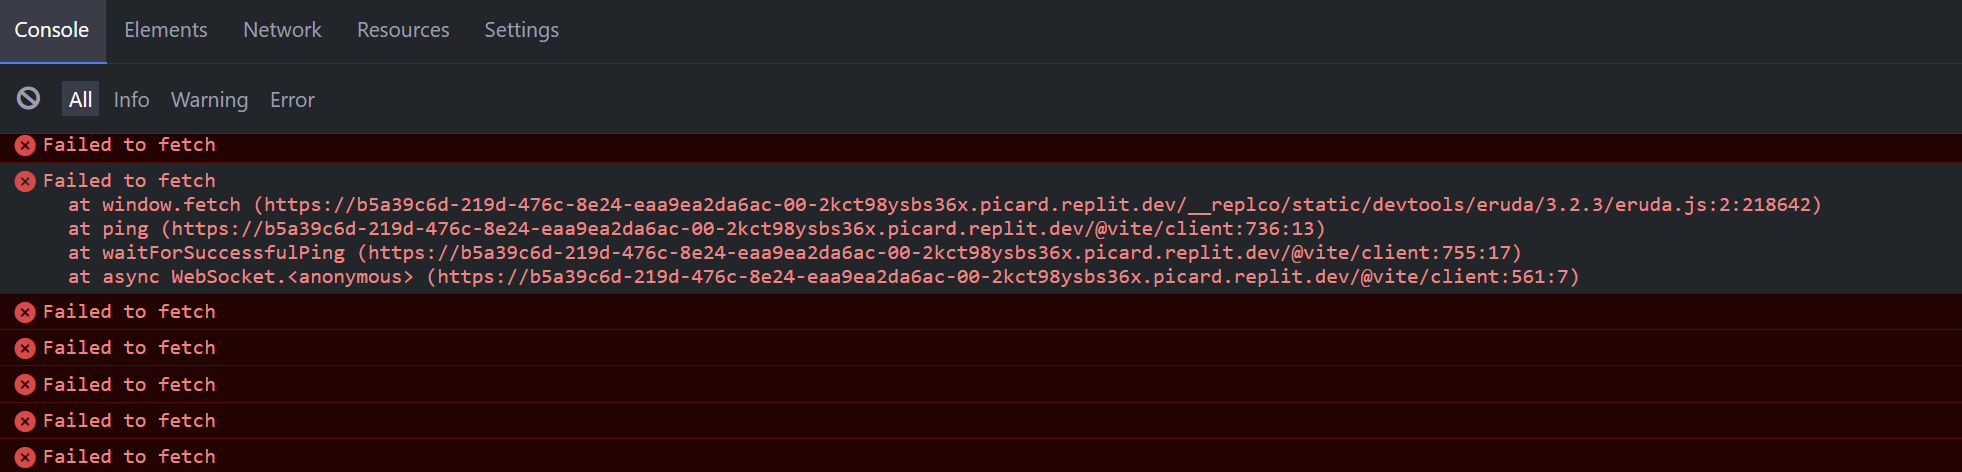 Console Elements Network Resources Settings
All Info Warning Error
Failed to fetch
Failed to fetch
at window.fetch (https://b5a39c6d-219d-476c-8e24-eaa9ea2da6ac-00-2kct98ysbs36x.picard.replit.dev/__replco/static/devtools/eruda/3.2.3/eruda.js:2:218642)
at ping (https://b5a39c6d-219d-476c-8e24-eaa9ea2da6ac-00-2kct98ysbs36x.picard.replit.dev/@vite/client:736:13)
at waitForSuccessfulPing (https://b5a39c6d-219d-476c-8e24-eaa9ea2da6ac-00-2kct98ysbs36x.picard.replit.dev/@vite/client:755:17)
at async WebSocket.<anonymous> (https://b5a39c6d-219d-476c-8e24-eaa9ea2da6ac-00-2kct98ysbs36x.picard.replit.dev/@vite/client:561:7)
Failed to fetch
Failed to fetch
Failed to fetch
Failed to fetch
Failed to fetch